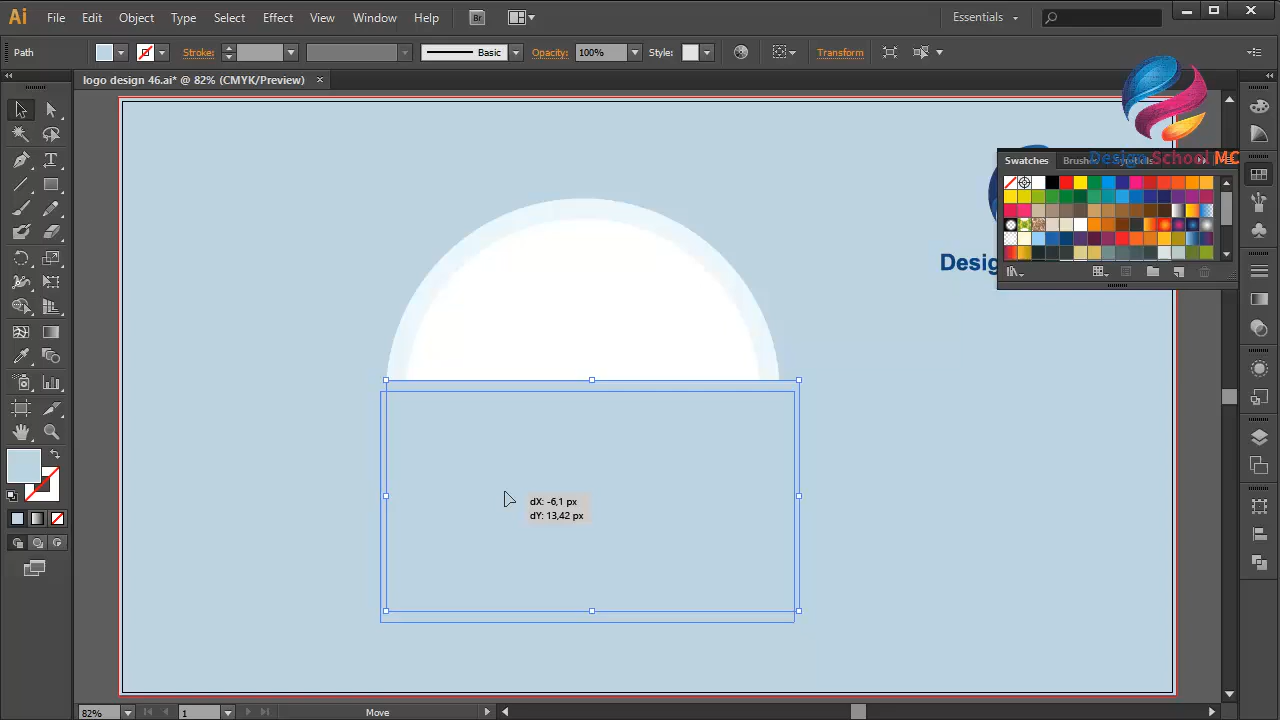 Ai File Edit Object Type Select Effect View Window Help Br Essentials
Path Stroke: Basic Opacity: 100% Style: Transform
logo design 46.ai* @ 82% (CMYK/Preview)
Design School MC
Swatches
Desig
dX: -6,1 px
dY: 13,42 px
82% 1 Move